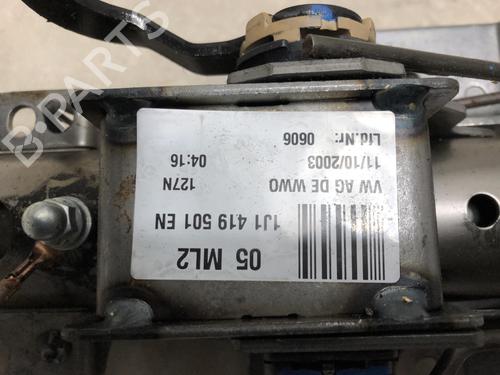 05 ML2
1J1 419 501 EN
VW AG DE WWO 127N
11/10/2003 04:16
Lid.Nr: 0606